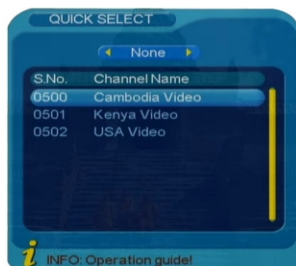 QUICK SELECT
None
S.No. Channel Name
0500 Cambodia Video
0501 Kenya Video
0502 USA Video
INFO: Operation guide!